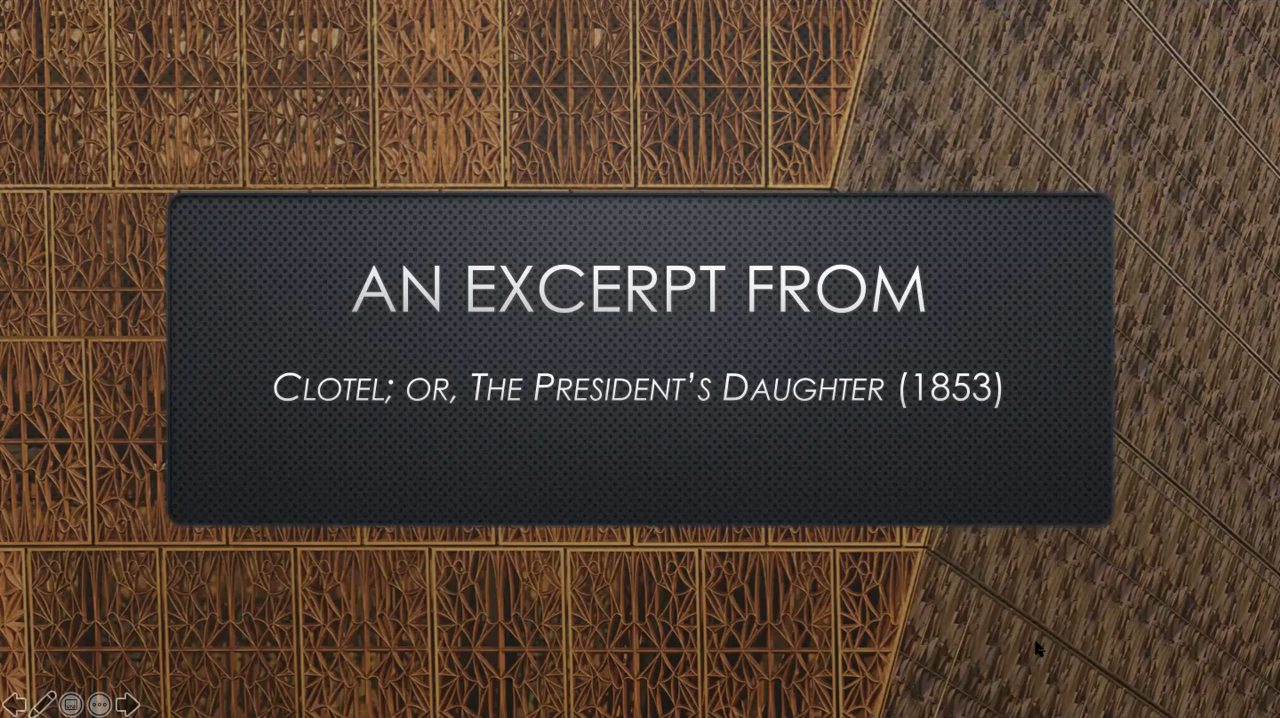 AN EXCERPT FROM
CLOTEL; OR, THE PRESIDENT'S DAUGHTER (1853)